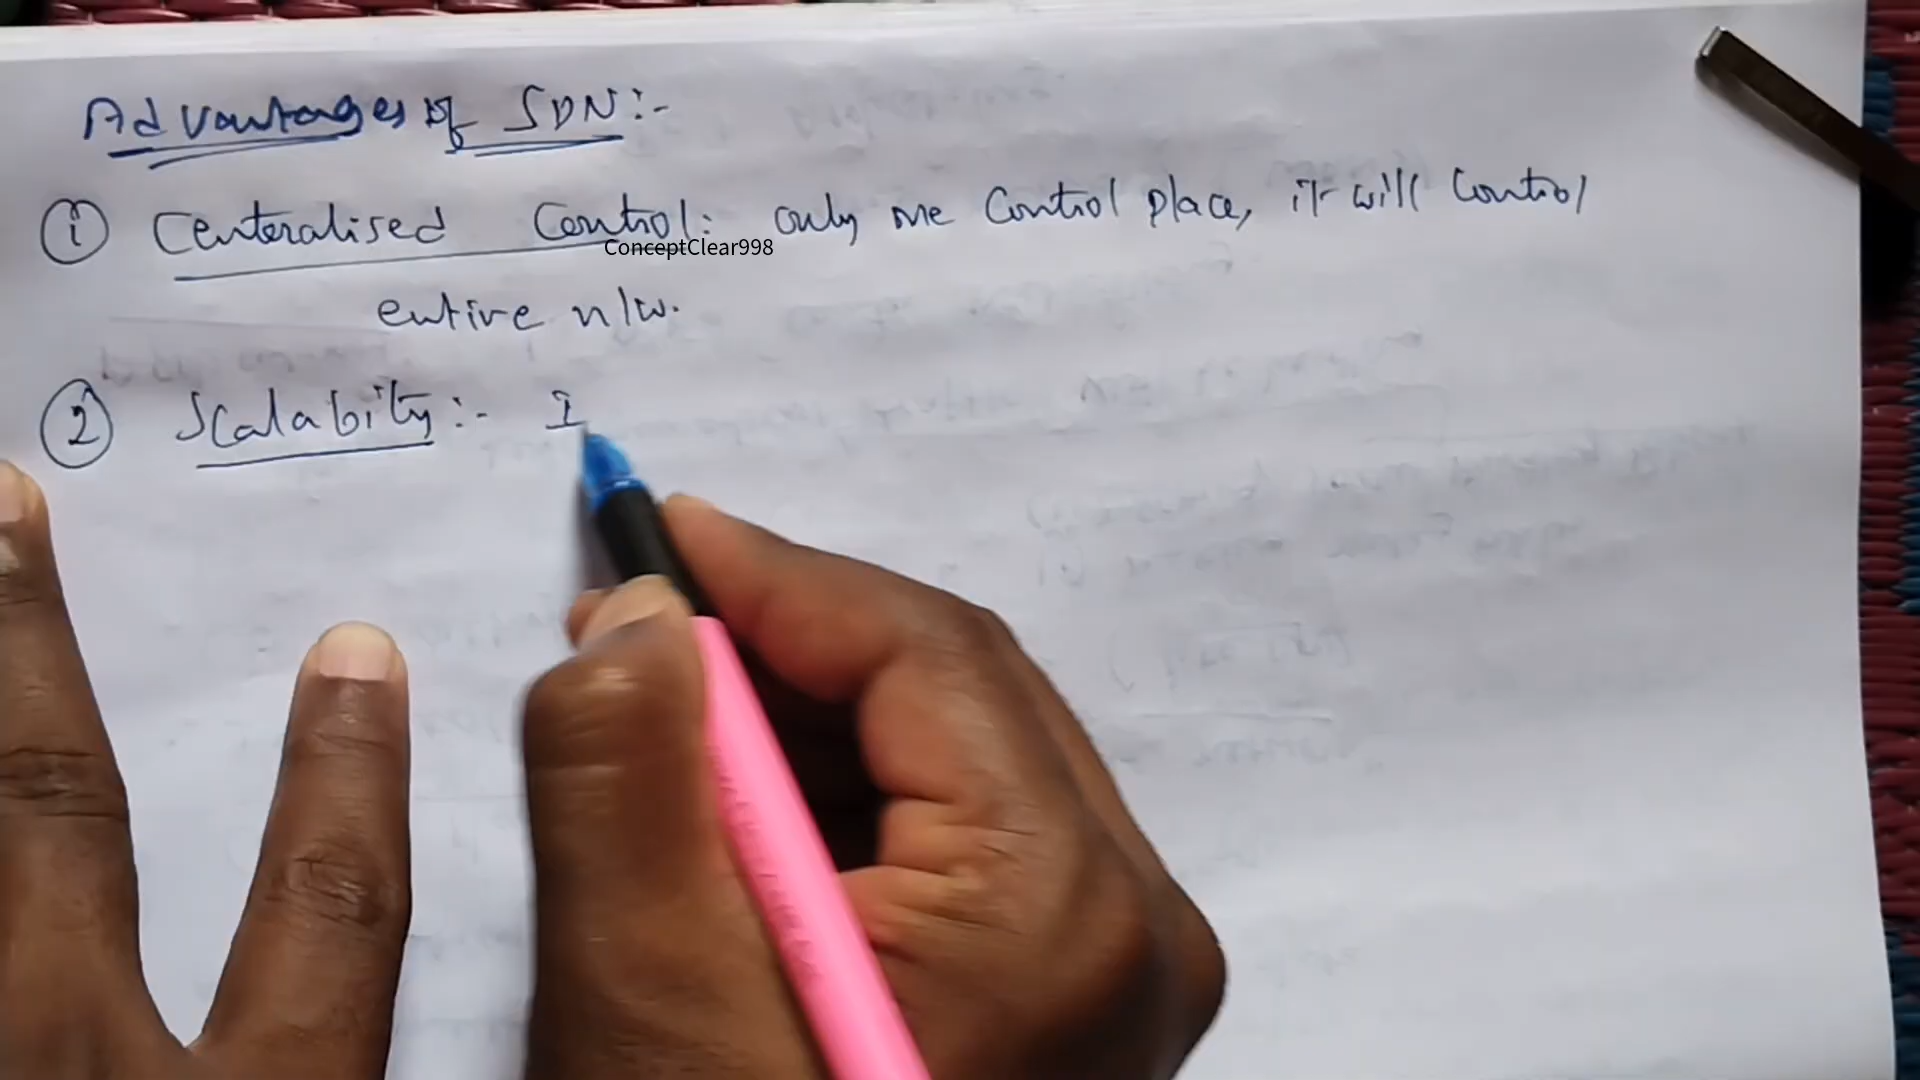 Advantages of SDN:-
① Centeralised Control: only one Control place, it will Control
ConceptClear998
entire n/w.
② Scalabity:- I